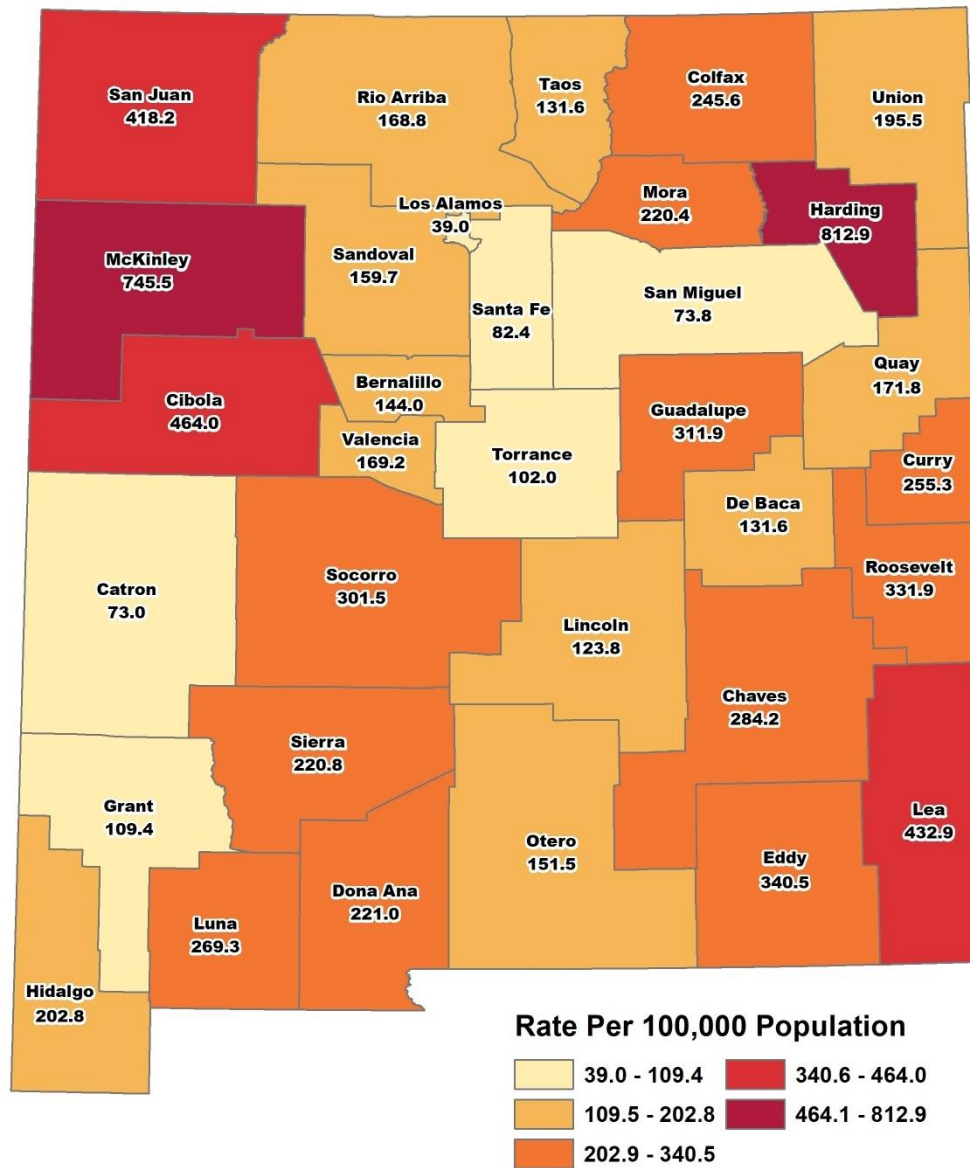 San Juan
418.2
Rio Arriba
168.8
Taos
131.6
Colfax
245.6
Union
195.5
Los Alamos
39.0
Mora
220.4
Harding
812.9
McKinley
745.5
Sandoval
159.7
Santa Fe
82.4
San Miguel
73.8
Quay
171.8
Cibola
464.0
Bernalillo
144.0
Valencia
169.2
Torrance
102.0
Guadalupe
311.9
Curry
255.3
De Baca
131.6
Roosevelt
331.9
Catron
73.0
Socorro
301.5
Lincoln
123.8
Chaves
284.2
Sierra
220.8
Grant
109.4
Otero
151.5
Lea
432.9
Eddy
340.5
Dona Ana
221.0
Luna
269.3
Hidalgo
202.8
Rate Per 100,000 Population
39.0 - 109.4
109.5 - 202.8
202.9 - 340.5
340.6 - 464.0
464.1 - 812.9